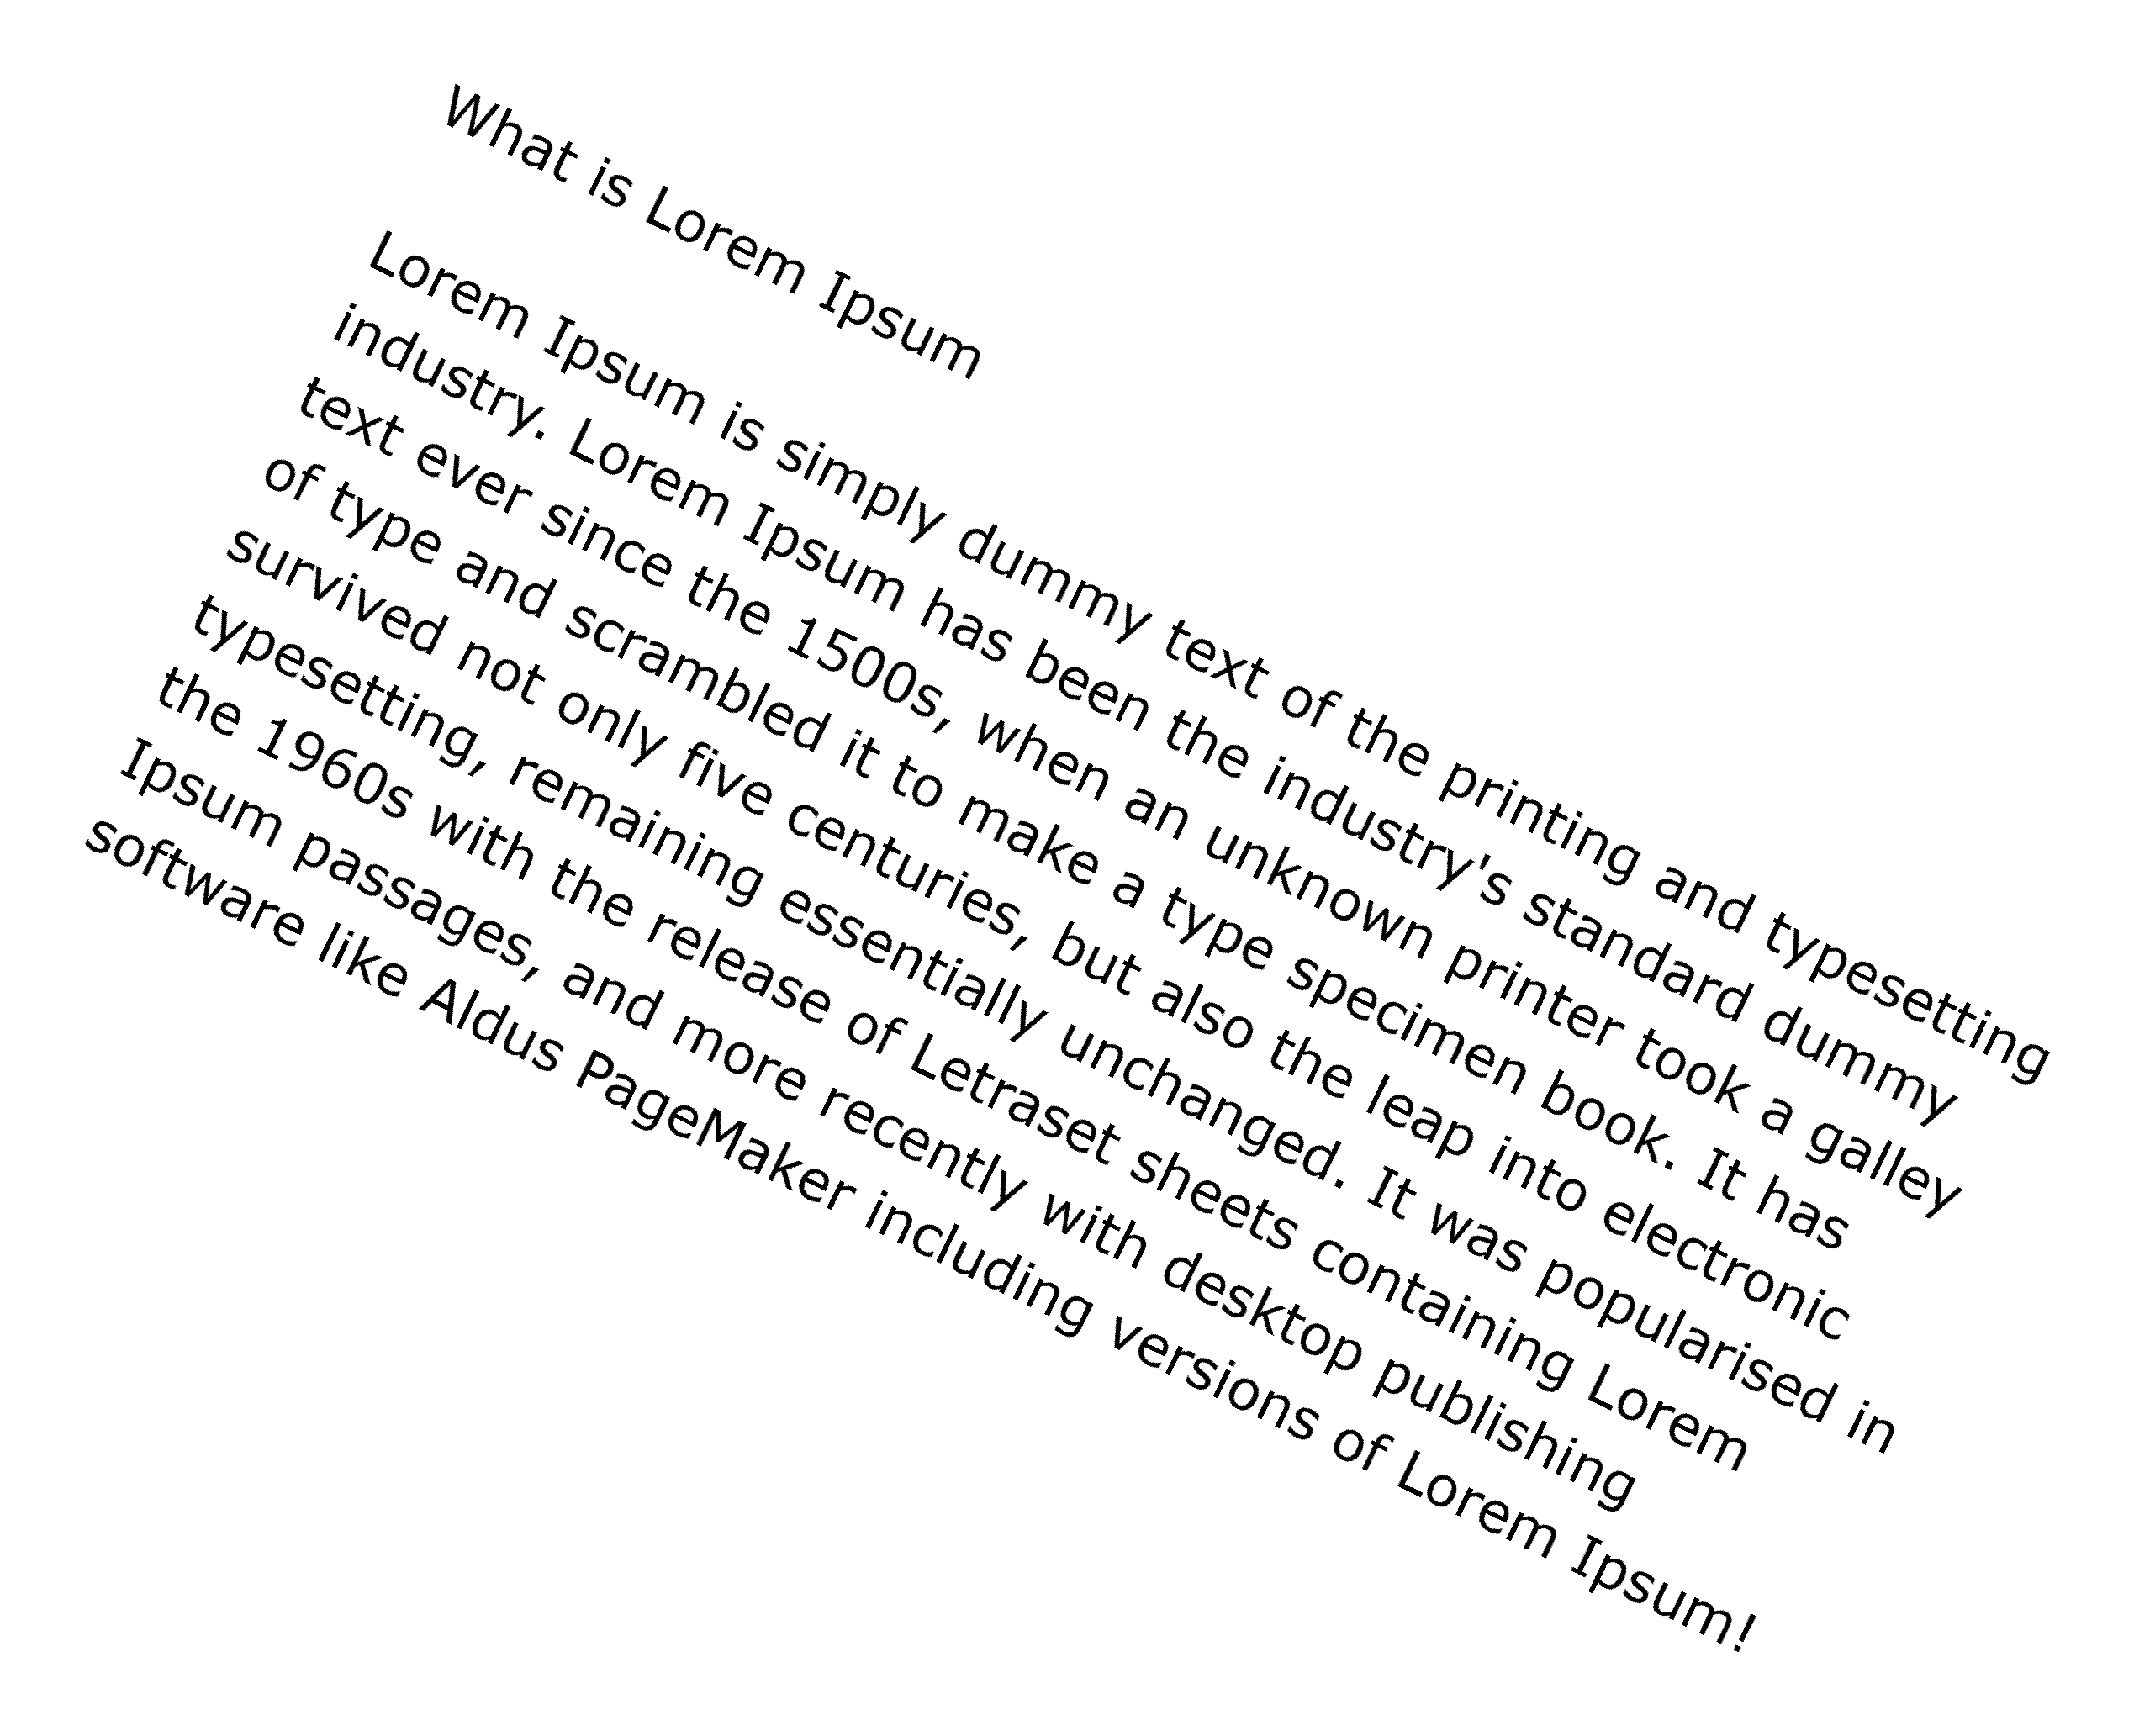 What is Lorem Ipsum
Lorem Ipsum is simply dummy text of the printing and typesetting
industry. Lorem Ipsum has been the industry's standard dummy
text ever since the 1500s, when an unknown printer took a galley
of type and scrambled it to make a type specimen book. It has
survived not only five centuries, but also the leap into electronic
typesetting, remaining essentially unchanged. It was popularised in
the 1960s with the release of Letraset sheets containing Lorem
Ipsum passages, and more recently with desktop publishing
software like Aldus PageMaker including versions of Lorem Ipsum!